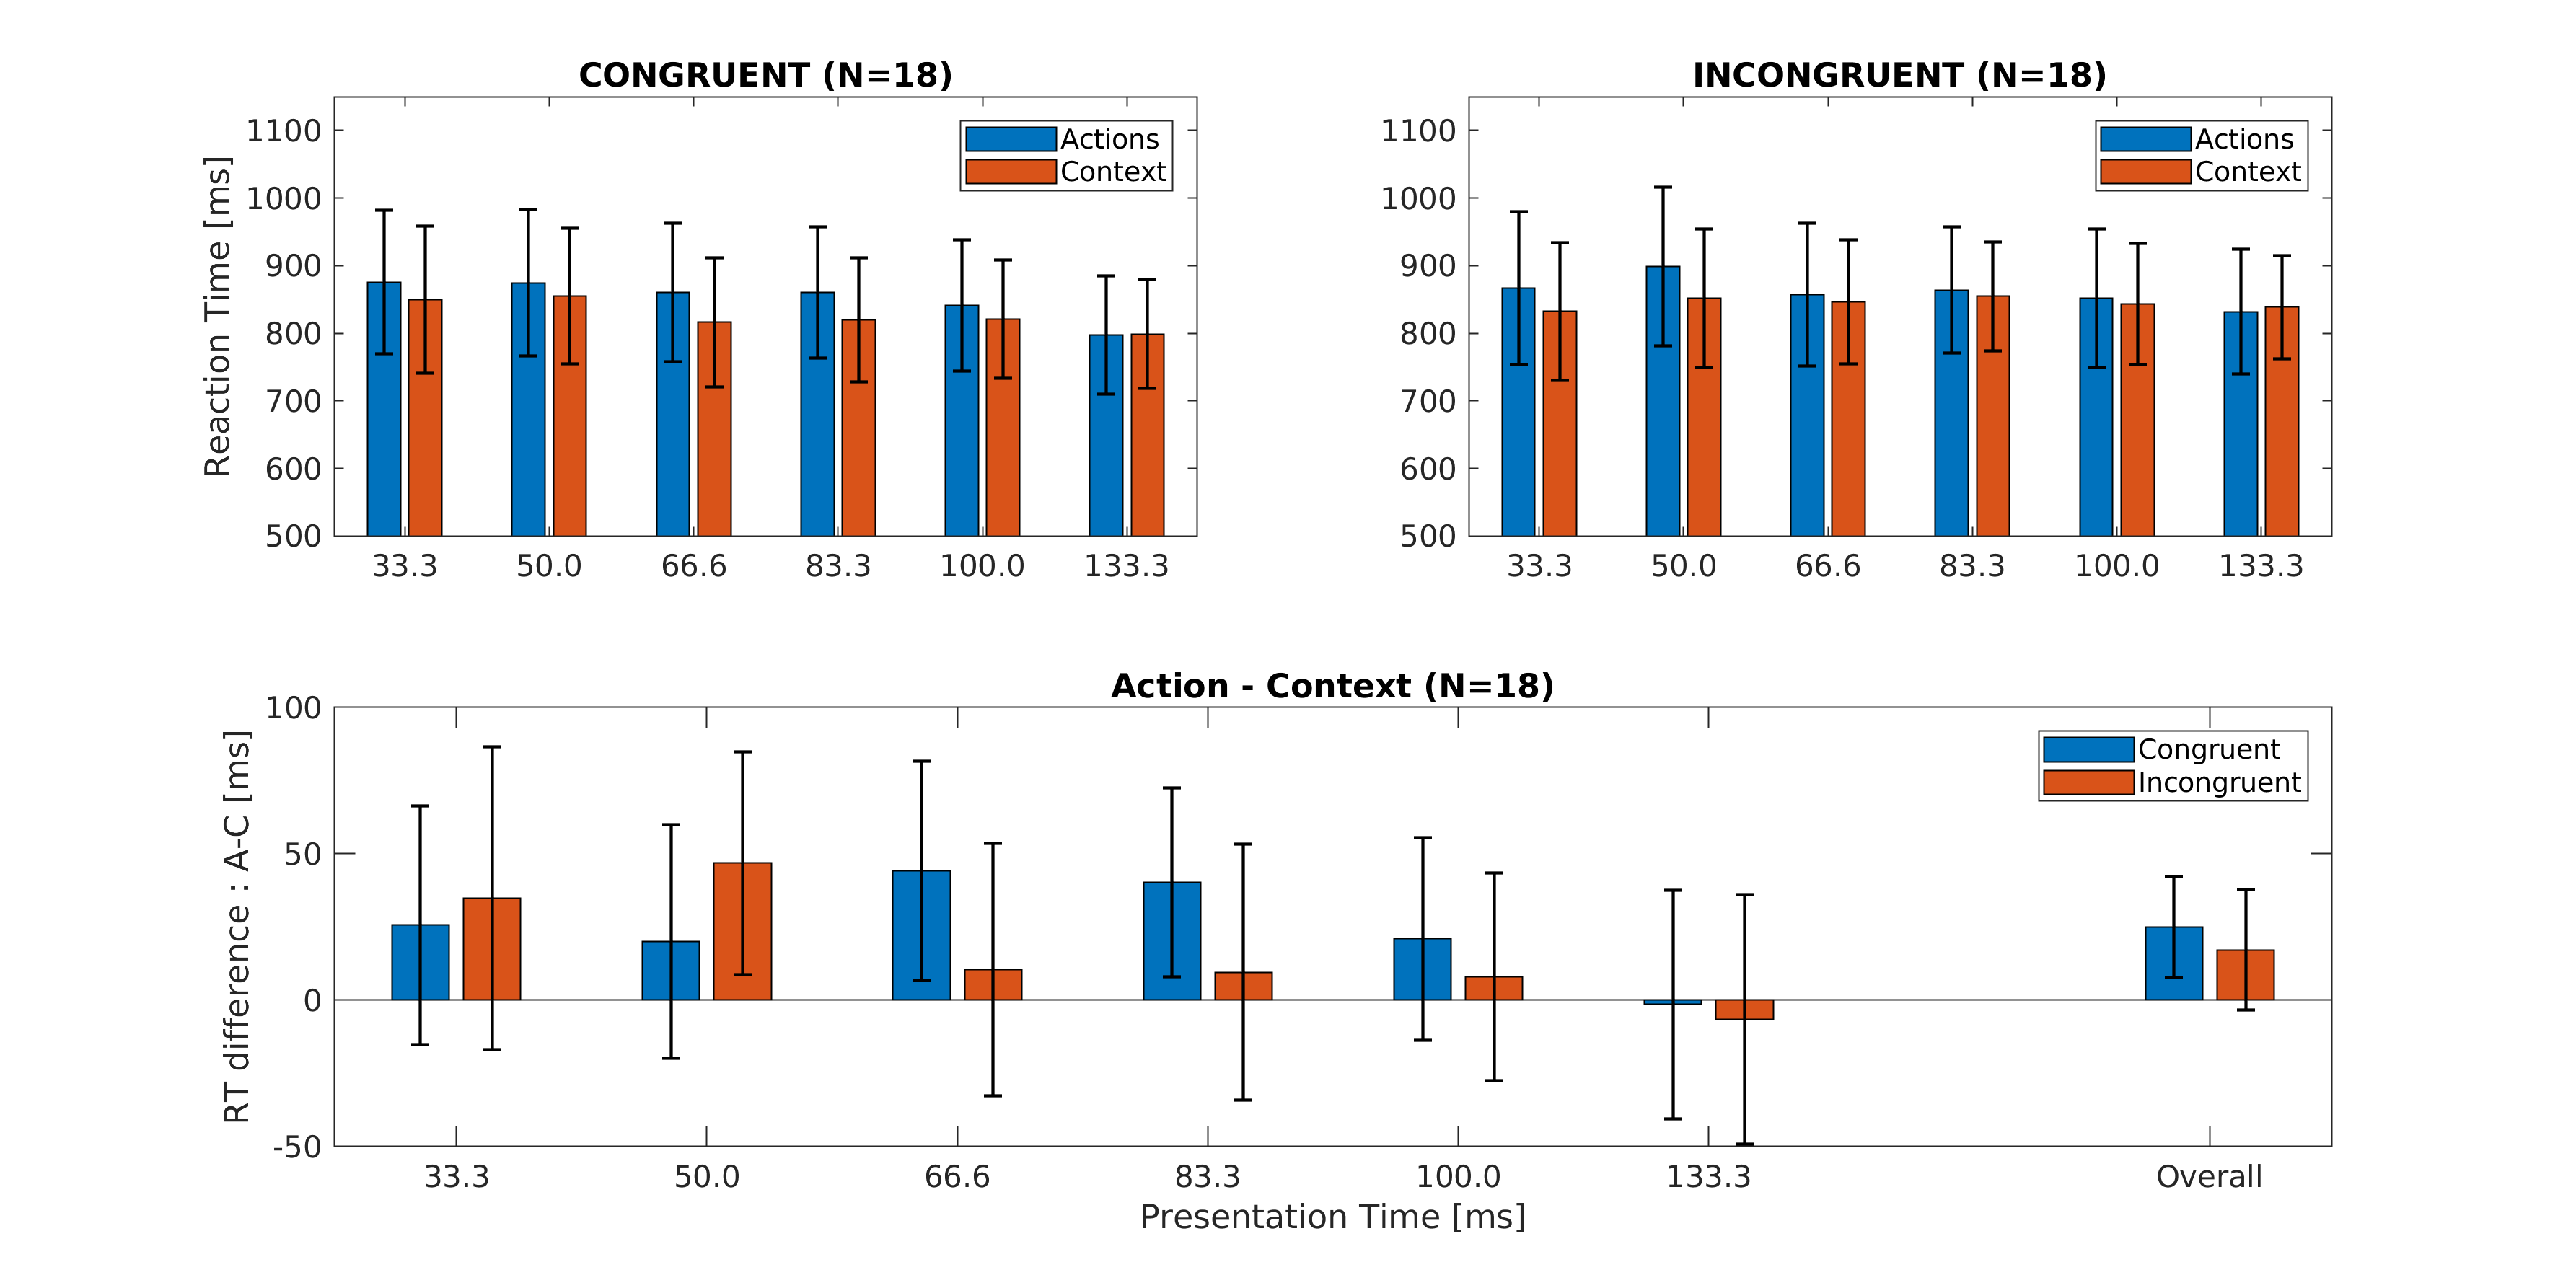 CONGRUENT (N=18)
Reaction Time [ms]
1100
1000
900
800
700
600
500
33.3 50.0 66.6 83.3 100.0 133.3
Actions
Context
INCONGRUENT (N=18)
1100
1000
900
800
700
600
500
33.3 50.0 66.6 83.3 100.0 133.3
Actions
Context
Action - Context (N=18)
RT difference : A-C [ms]
100
50
0
-50
Congruent
Incongruent
33.3 50.0 66.6 83.3 100.0 133.3 Overall
Presentation Time [ms]